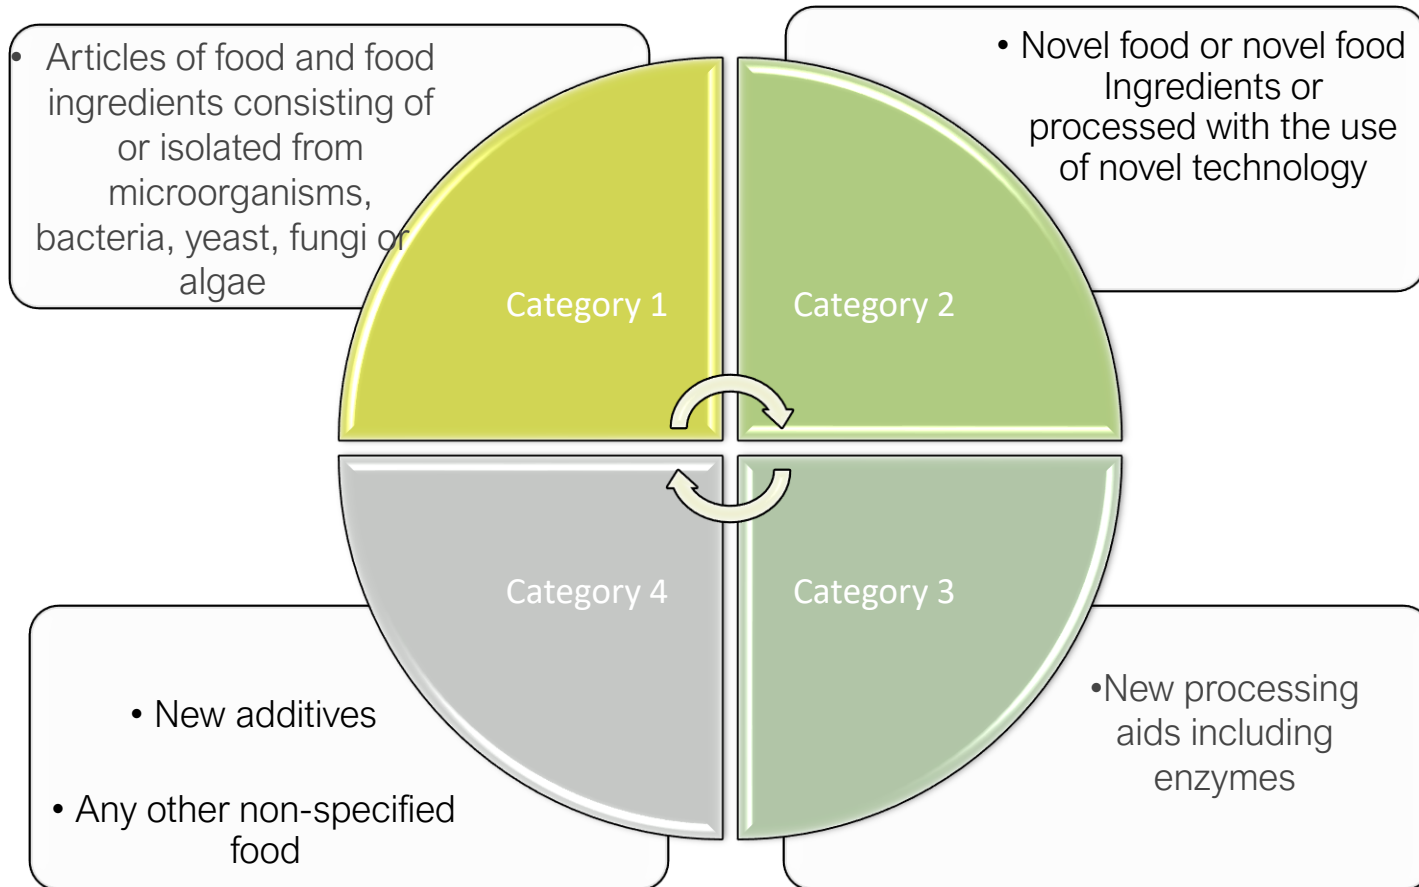 • Articles of food and food
ingredients consisting of
or isolated from
microorganisms,
bacteria, yeast, fungi or
algae
• Novel food or novel food
Ingredients or
processed with the use
of novel technology
Category 1
Category 2
Category 4
Category 3
• New additives
• Any other non-specified
food
•New processing
aids including
enzymes